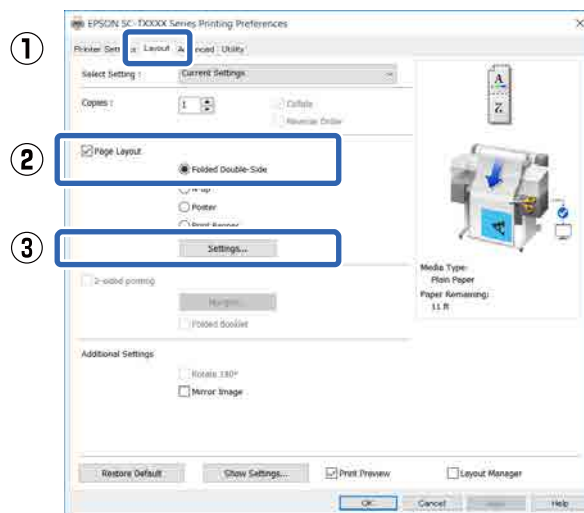 EPSON SC-TXXXX Series Printing Preferences
①
Layout
Utility
Select Setting :
Current Settings
Copies :
1
Collate
Reverse Order
②
Page Layout
Folded Double-Side
N-up
Poster
Print Banner
③
Settings...
2-sided printing
Margins...
Folded Booklet
Media Type:
Plain Paper
Paper Remaining:
11 ft
Additional Settings
Rotate 180°
Mirror Image
Restore Default
Show Settings...
Print Preview
Layout Manager
OK
Cancel
Apply
Help